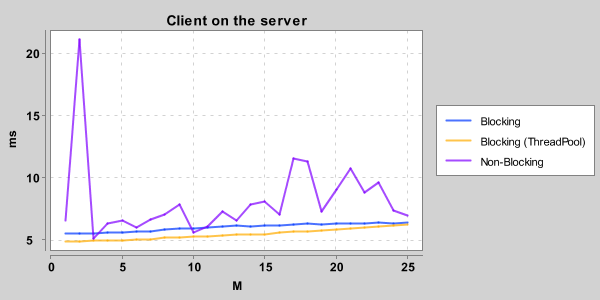 Client on the server
ms
20
15
10
5
0 5 10 15 20 25
M
Blocking
Blocking (ThreadPool)
Non-Blocking